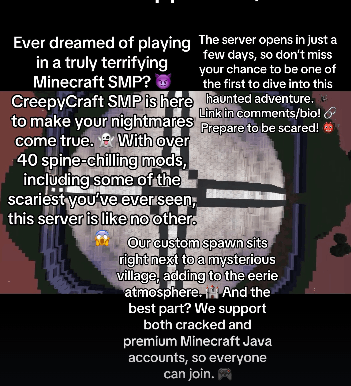 Ever dreamed of playing
in a truly terrifying
Minecraft SMP? 😈
CreepyCraft SMP is here
to make your nightmares
come true. 👻 With over
40 spine-chilling mods,
including some of the
scariest you've ever seen,
this server is like no other.
😱
The server opens in just a
few days, so don't miss
your chance to be one of
the first to dive into this
haunted adventure.
Link in comments/bio! 🔗
Prepare to be scared! 👹
Our custom spawn sits
right next to a mysterious
village, adding to the eerie
atmosphere. 🏰 And the
best part? We support
both cracked and
premium Minecraft Java
accounts, so everyone
can join. 🎮